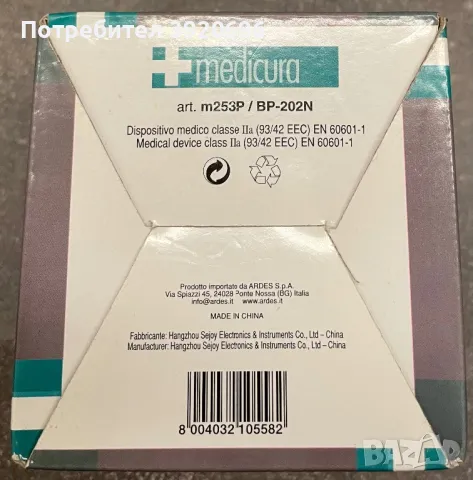 Потребител 3020606
medicura
art. m253P / BP-202N
Dispositivo medico classe IIa (93/42 EEC) EN 60601-1
Medical device class IIa (93/42 EEC) EN 60601-1
Prodotto importato da ARDES S.p.A.
Via Spiazzi 45, 24028 Ponte Nossa (BG) Italia
info@ardes.it www.ardes.it
MADE IN CHINA
Fabbricante: Hangzhou Sejoy Electronics & Instruments Co., Ltd – China
Manufacturer: Hangzhou Sejoy Electronics & Instruments Co., Ltd – China
8 004032 105582
БАZАР